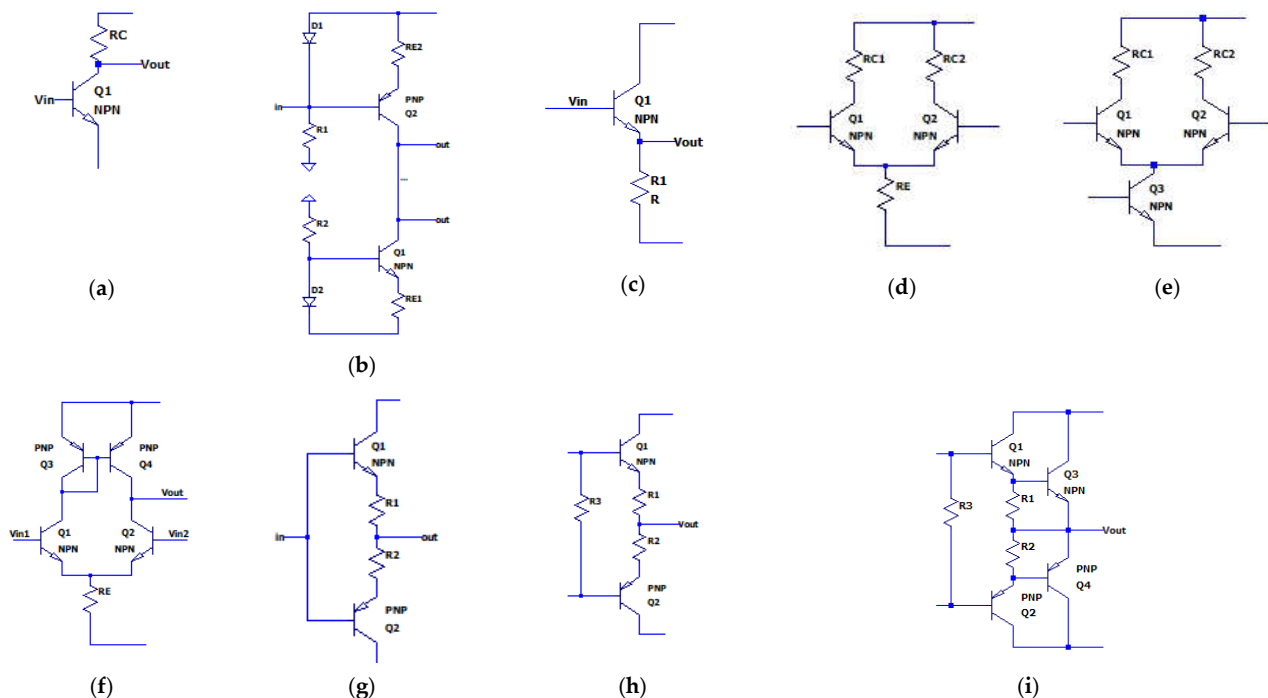 RC
Vout
Vin
Q1
NPN
(a)
D1
RE2
PNP
in
Q2
R1
out
...
R2
out
Q1
NPN
D2
RE1
(b)
Vin
Q1
NPN
Vout
R1
R
(c)
RC1
RC2
Q1
Q2
NPN
NPN
RE
(d)
RC1
RC2
Q1
Q2
NPN
NPN
Q3
NPN
(e)
PNP
PNP
Q3
Q4
Vout
Vin1
Q1
Q2
Vin2
NPN
NPN
RE
(f)
Q1
NPN
R1
in
out
R2
PNP
Q2
(g)
Q1
NPN
R3
R1
Vout
R2
PNP
Q2
(h)
Q1
NPN
Q3
NPN
R3
R1
Vout
R2
PNP
Q4
PNP
Q2
(i)